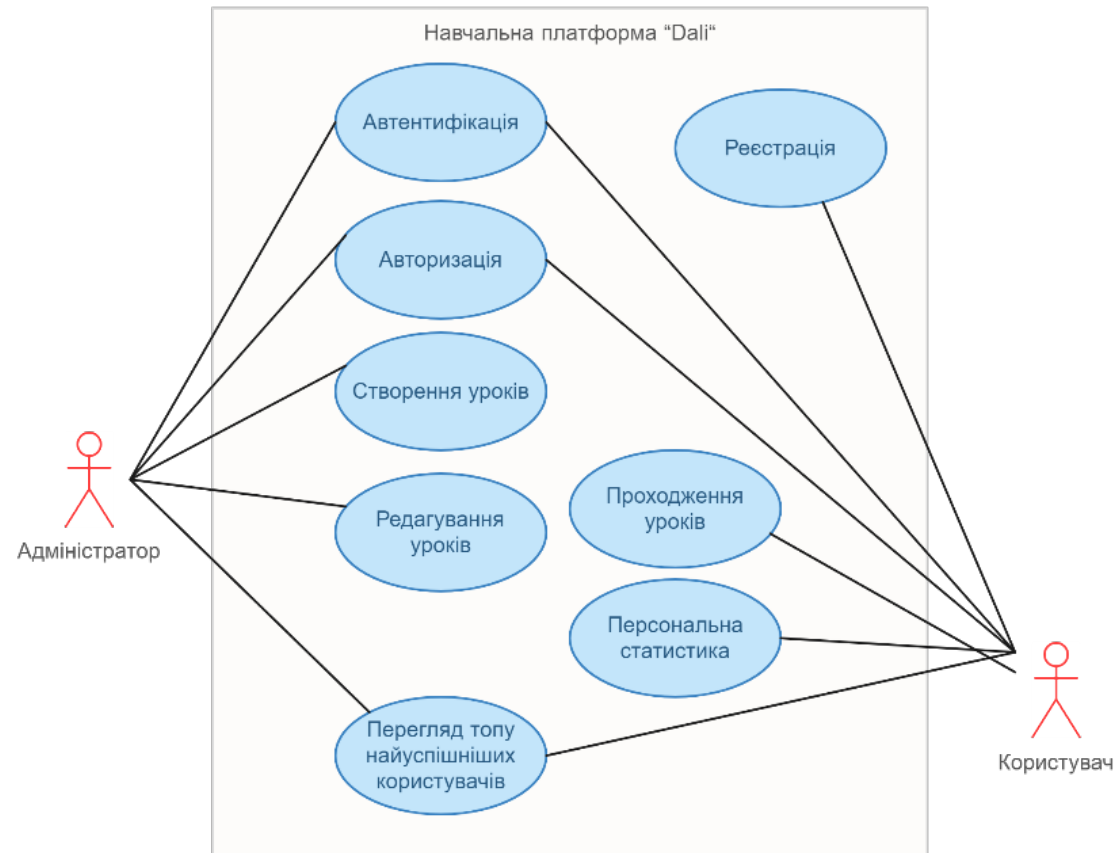 Навчальна платформа “Dali“
Автентифікація
Реєстрація
Авторизація
Створення уроків
Редагування
уроків
Проходження
уроків
Адміністратор
Персональна
статистика
Перегляд топу
найуспішніших
користувачів
Користувач